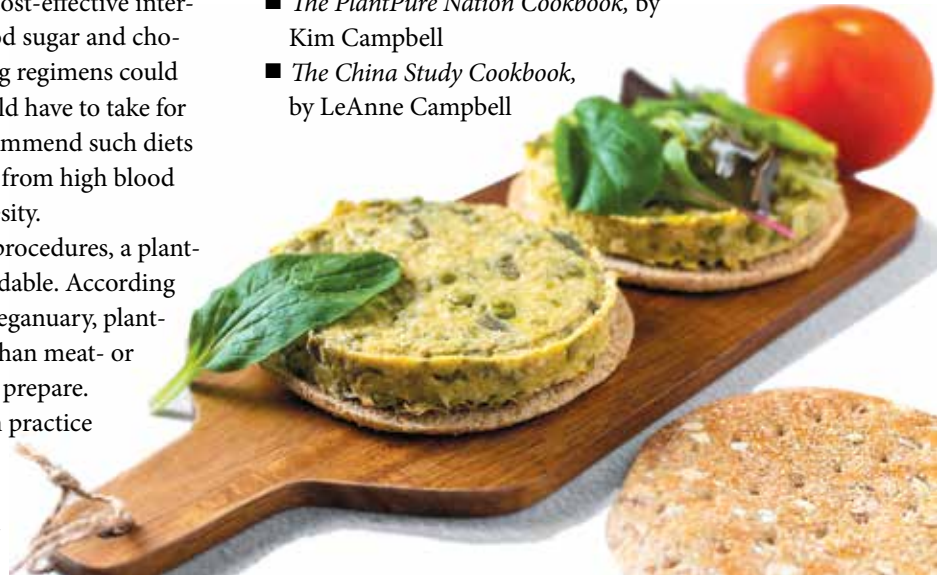 ost-effective inter-
d sugar and cho-
g regimens could
ld have to take for
mmend such diets
from high blood
sity.
procedures, a plant-
dable. According
eganuary, plant-
han meat- or
prepare.
practice
■ The PlantPure Nation Cookbook, by
Kim Campbell
■ The China Study Cookbook,
by LeAnne Campbell